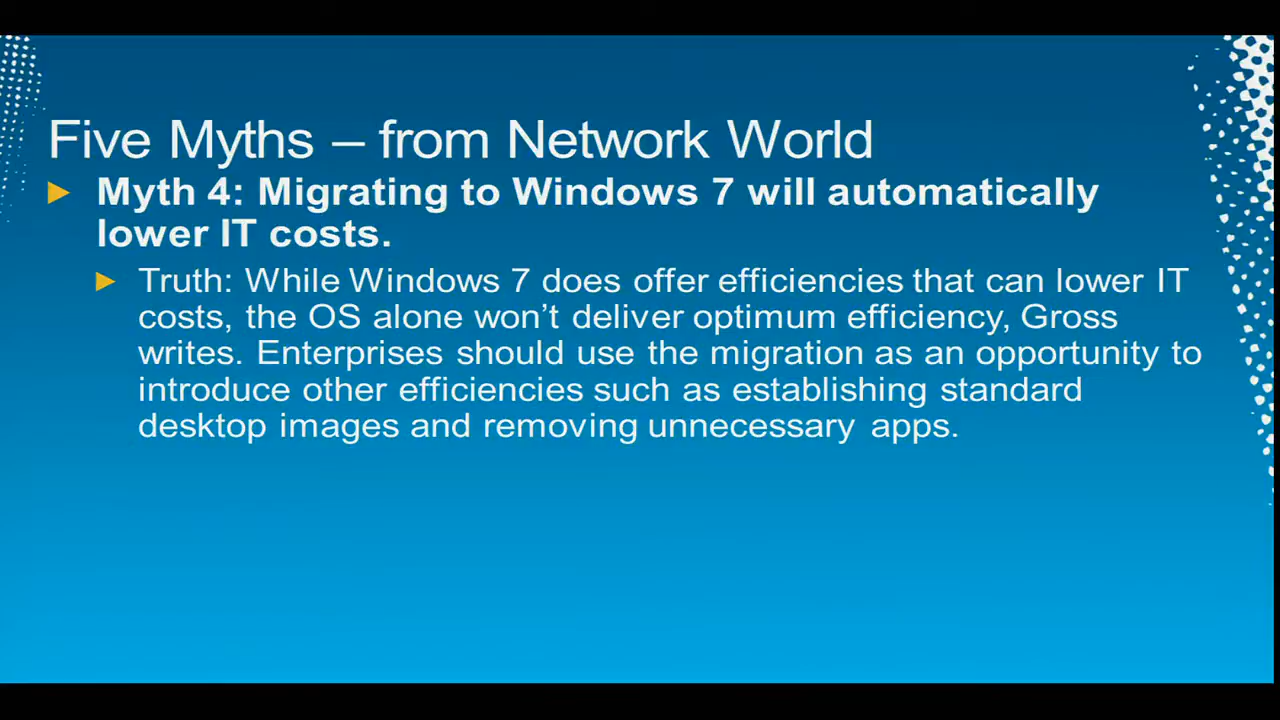 Five Myths – from Network World
Myth 4: Migrating to Windows 7 will automatically
lower IT costs.
Truth: While Windows 7 does offer efficiencies that can lower IT
costs, the OS alone won’t deliver optimum efficiency, Gross
writes. Enterprises should use the migration as an opportunity to
introduce other efficiencies such as establishing standard
desktop images and removing unnecessary apps.